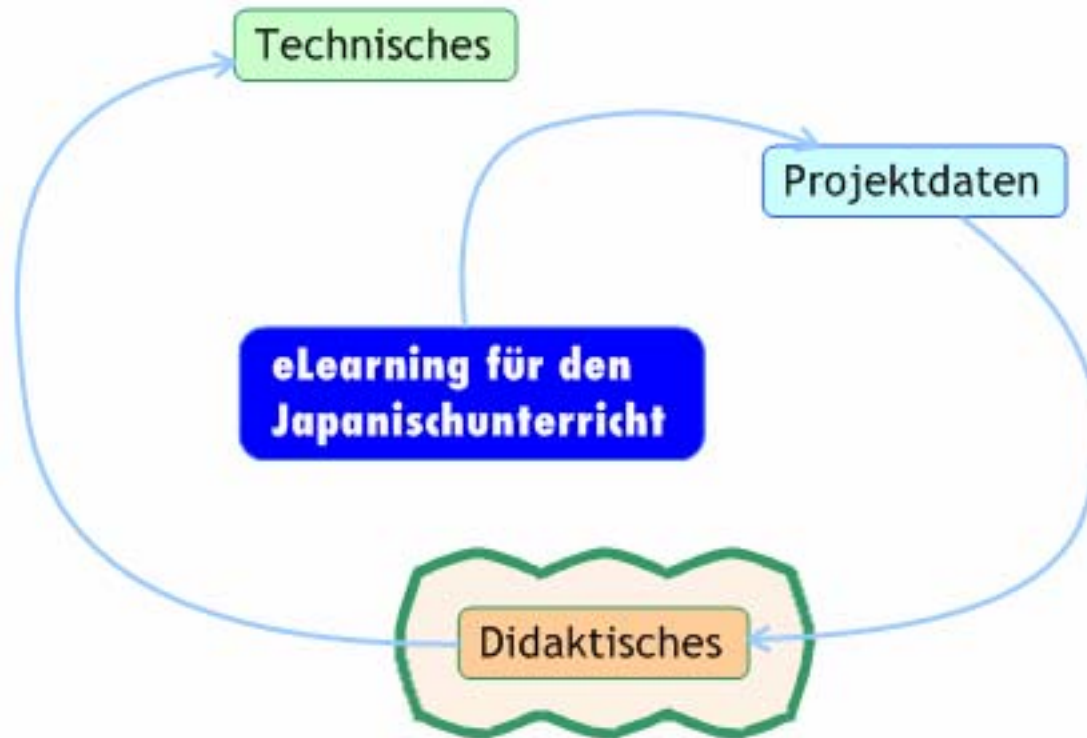 Technisches
Projektdaten
eLearning für den
Japanischunterricht
Didaktisches